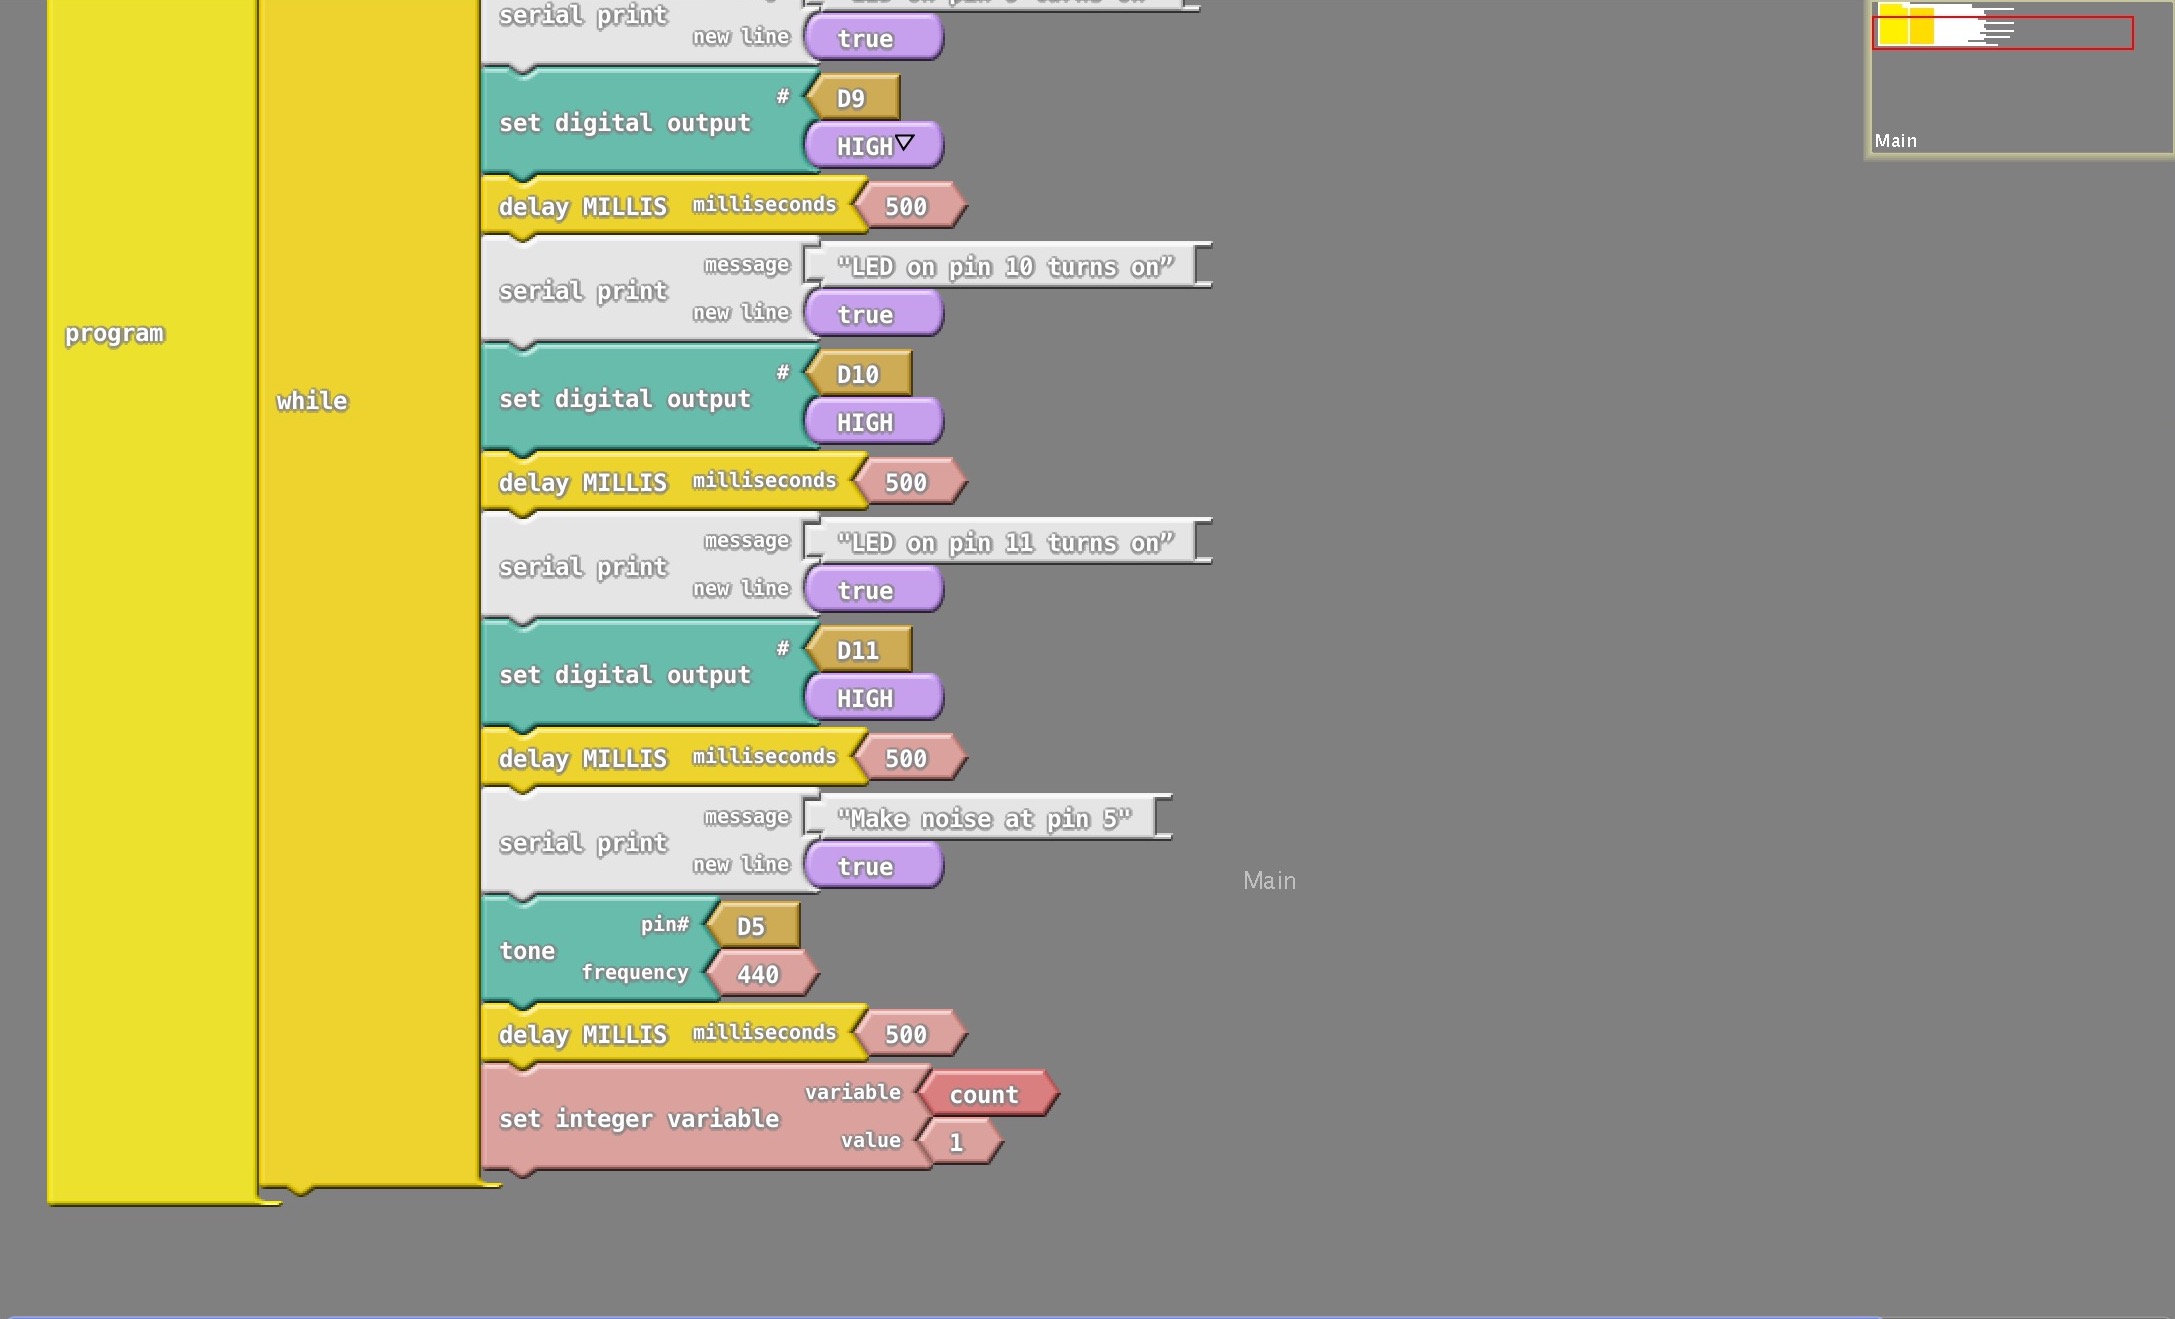 serial print
new line true
set digital output # D9
HIGH
delay MILLIS milliseconds 500
serial print message "LED on pin 10 turns on”
new line true
program
set digital output # D10
HIGH
while
delay MILLIS milliseconds 500
serial print message "LED on pin 11 turns on”
new line true
set digital output # D11
HIGH
delay MILLIS milliseconds 500
serial print message "Make noise at pin 5"
new line true
tone pin# D5
frequency 440
delay MILLIS milliseconds 500
set integer variable variable count
value 1
Main
Main